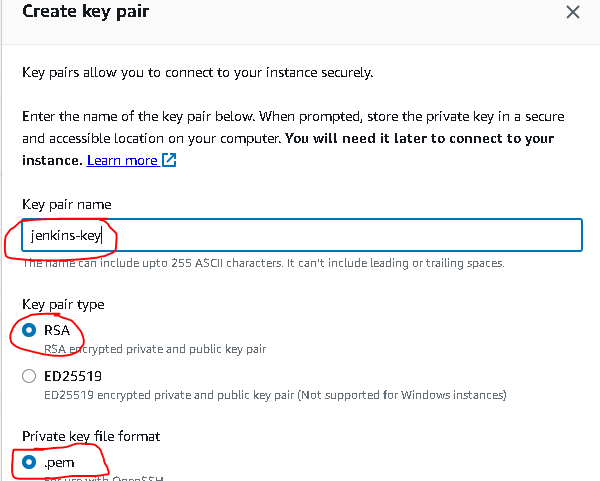 Create key pair
Key pairs allow you to connect to your instance securely.
Enter the name of the key pair below. When prompted, store the private key in a secure
and accessible location on your computer. You will need it later to connect to your
instance. Learn more
Key pair name
jenkins-key
The name can include upto 255 ASCII characters. It can't include leading or trailing spaces.
Key pair type
RSA
RSA encrypted private and public key pair
ED25519
ED25519 encrypted private and public key pair (Not supported for Windows instances)
Private key file format
.pem
For use with OpenSSH